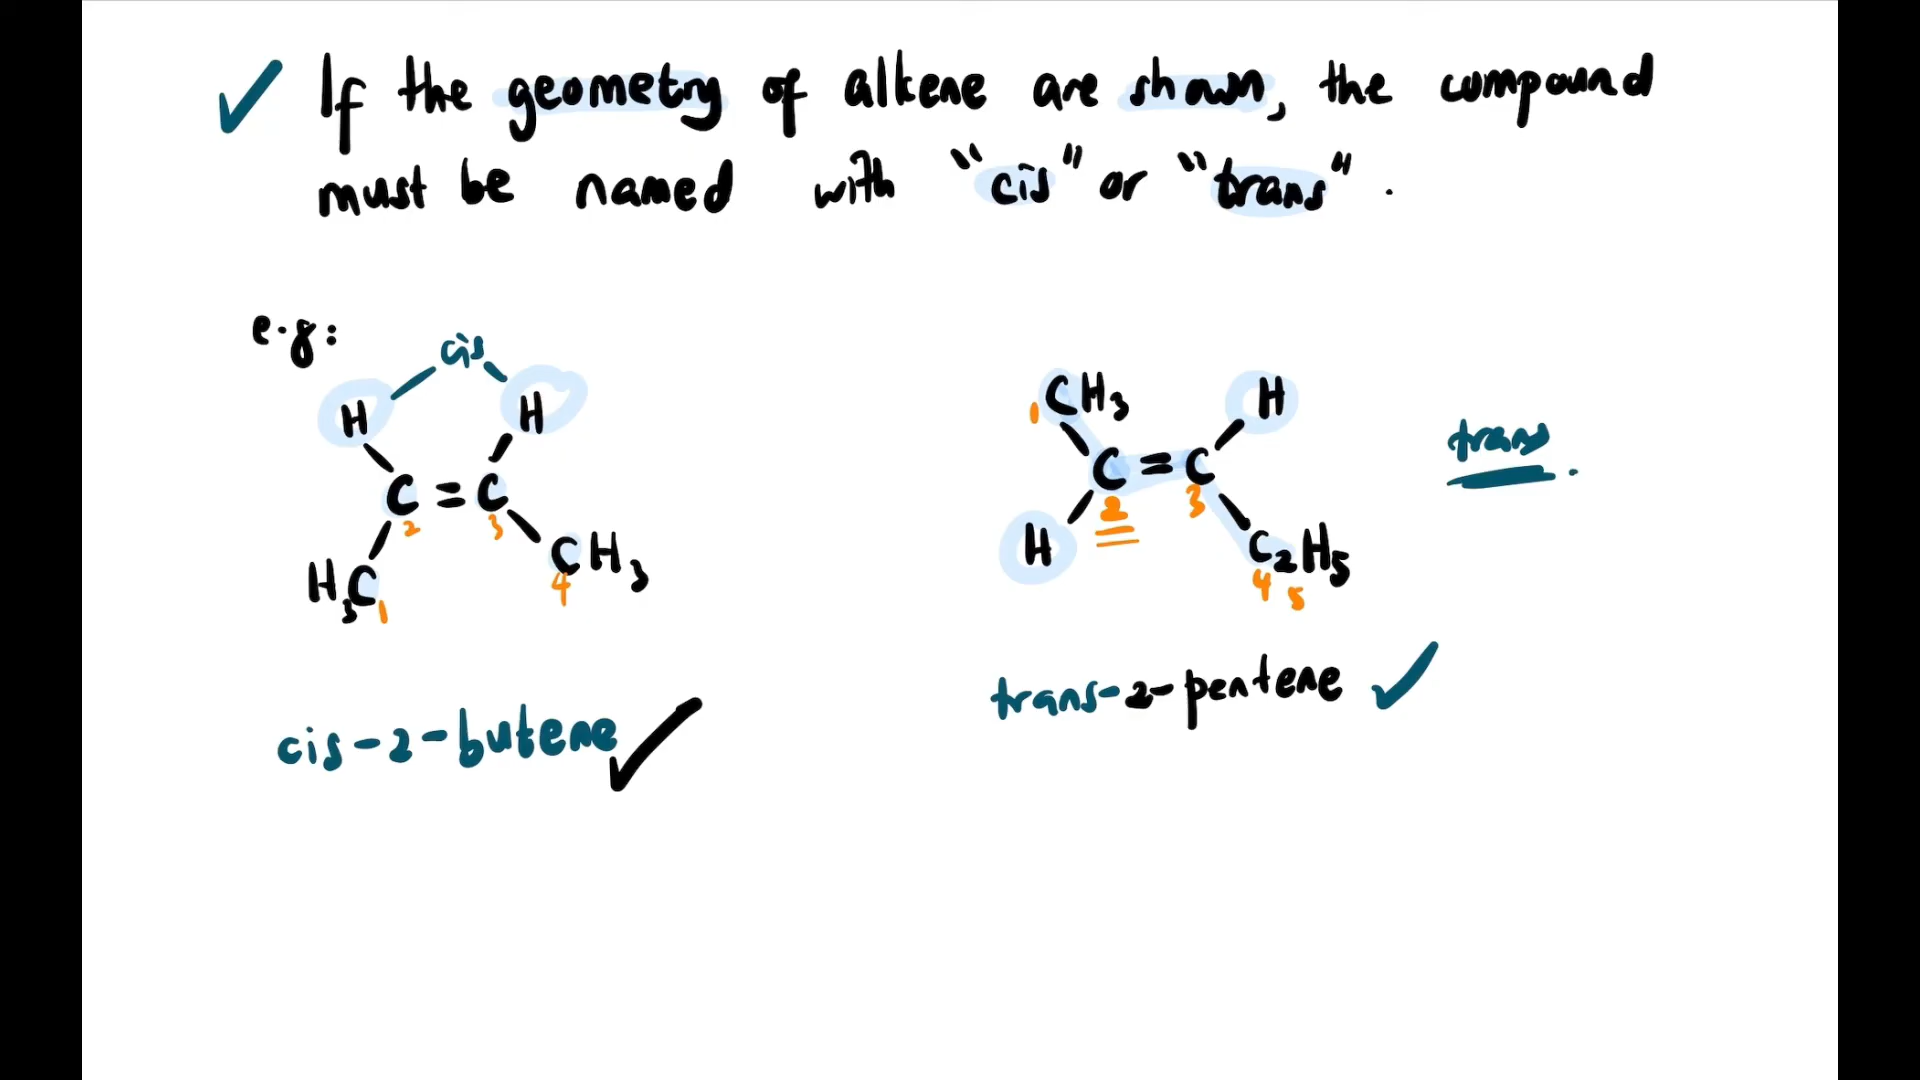 If the geometry of alkene are shown, the compound
must be named with "cis" or "trans".
e.g:
cis
H H
C = C
2 3
H3C CH3
1 4
cis-2-butene
CH3 H
1
C = C
2 3
H C2H5
4 5
trans.
trans-2-pentene